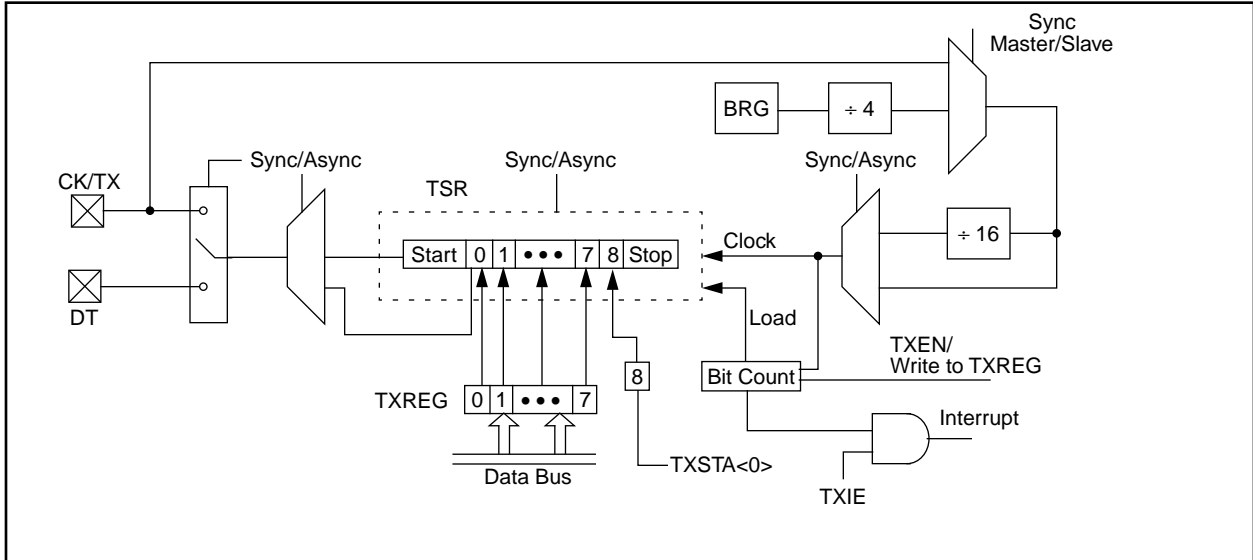 Sync
Master/Slave
BRG
÷ 4
Sync/Async
Sync/Async
Sync/Async
CK/TX
TSR
÷ 16
Start 0 1 ••• 7 8 Stop
Clock
DT
Load
TXEN/
Write to TXREG
8
Bit Count
TXREG 0 1 ••• 7
Interrupt
TXSTA<0>
Data Bus
TXIE